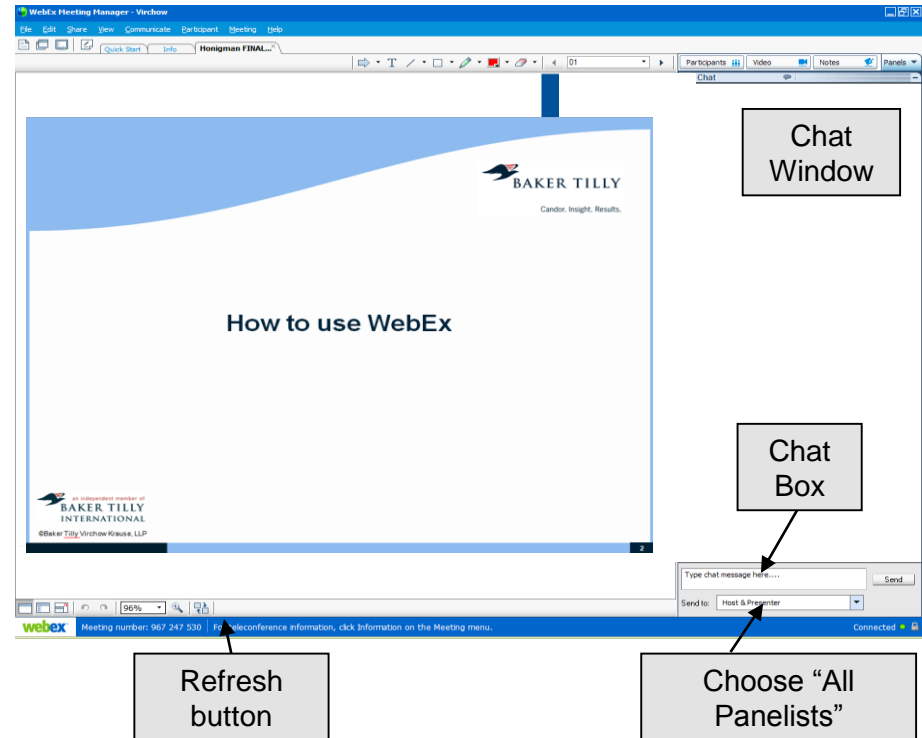 WebEx Meeting Manager - Virchow
File Edit Share View Communicate Participant Meeting Help
Quick Start Info Honigman FINAL..."
T 01 Participants Video Notes Panels
Chat
Chat
Window
BAKER TILLY
Candor. Insight. Results.
How to use WebEx
Chat
Box
an independent member of
BAKER TILLY
INTERNATIONAL
©Baker Tilly Virchow Krause, LLP
2
Type chat message here....
Send
Send to: Host & Presenter
96%
webex Meeting number: 967 247 530 For teleconference information, click Information on the Meeting menu. Connected
Refresh
button
Choose “All
Panelists”